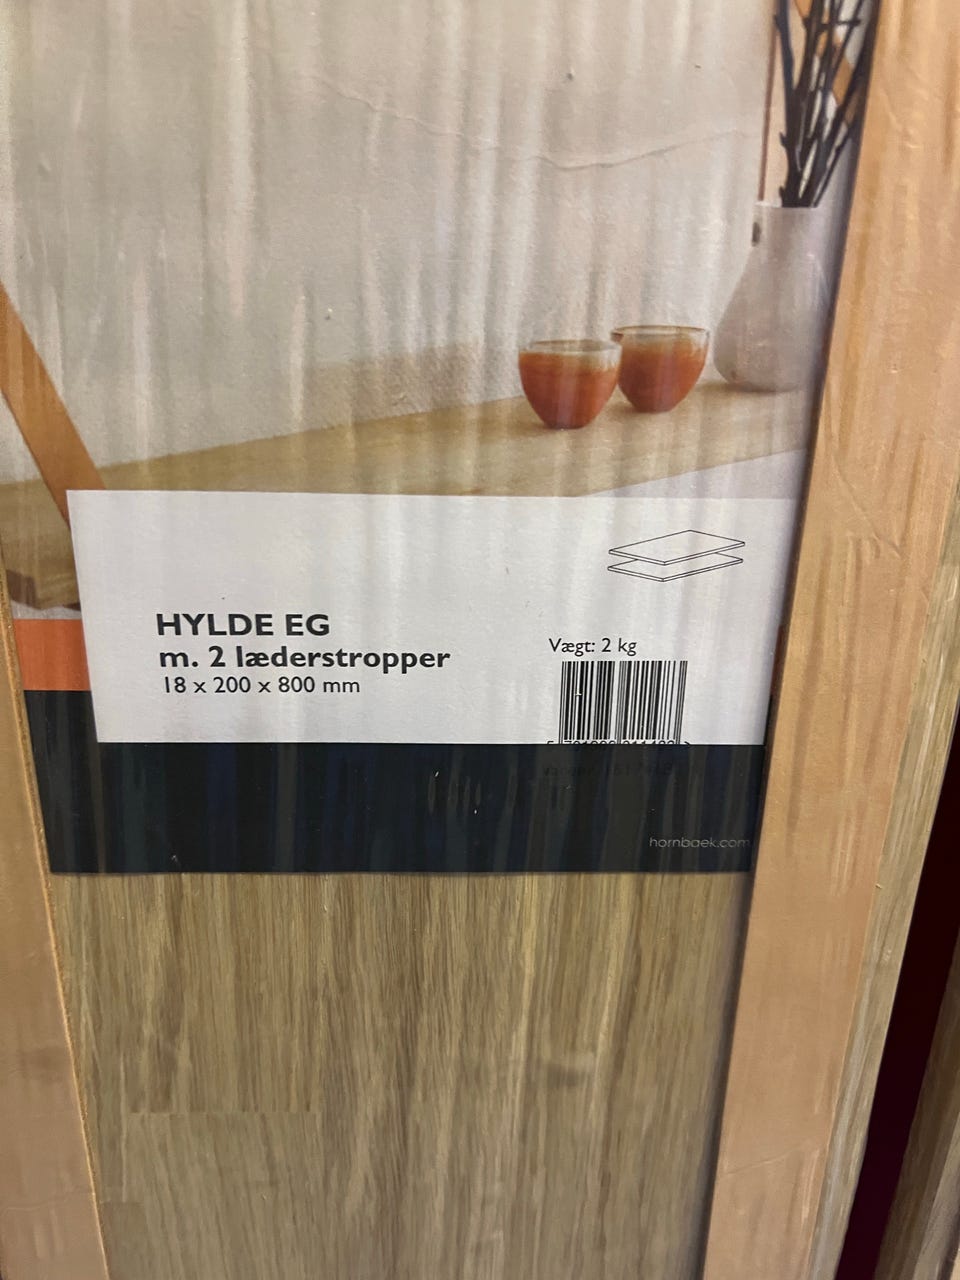 HYLDE EG
m. 2 læderstropper
18 x 200 x 800 mm
Vægt: 2 kg
hornbaek.com